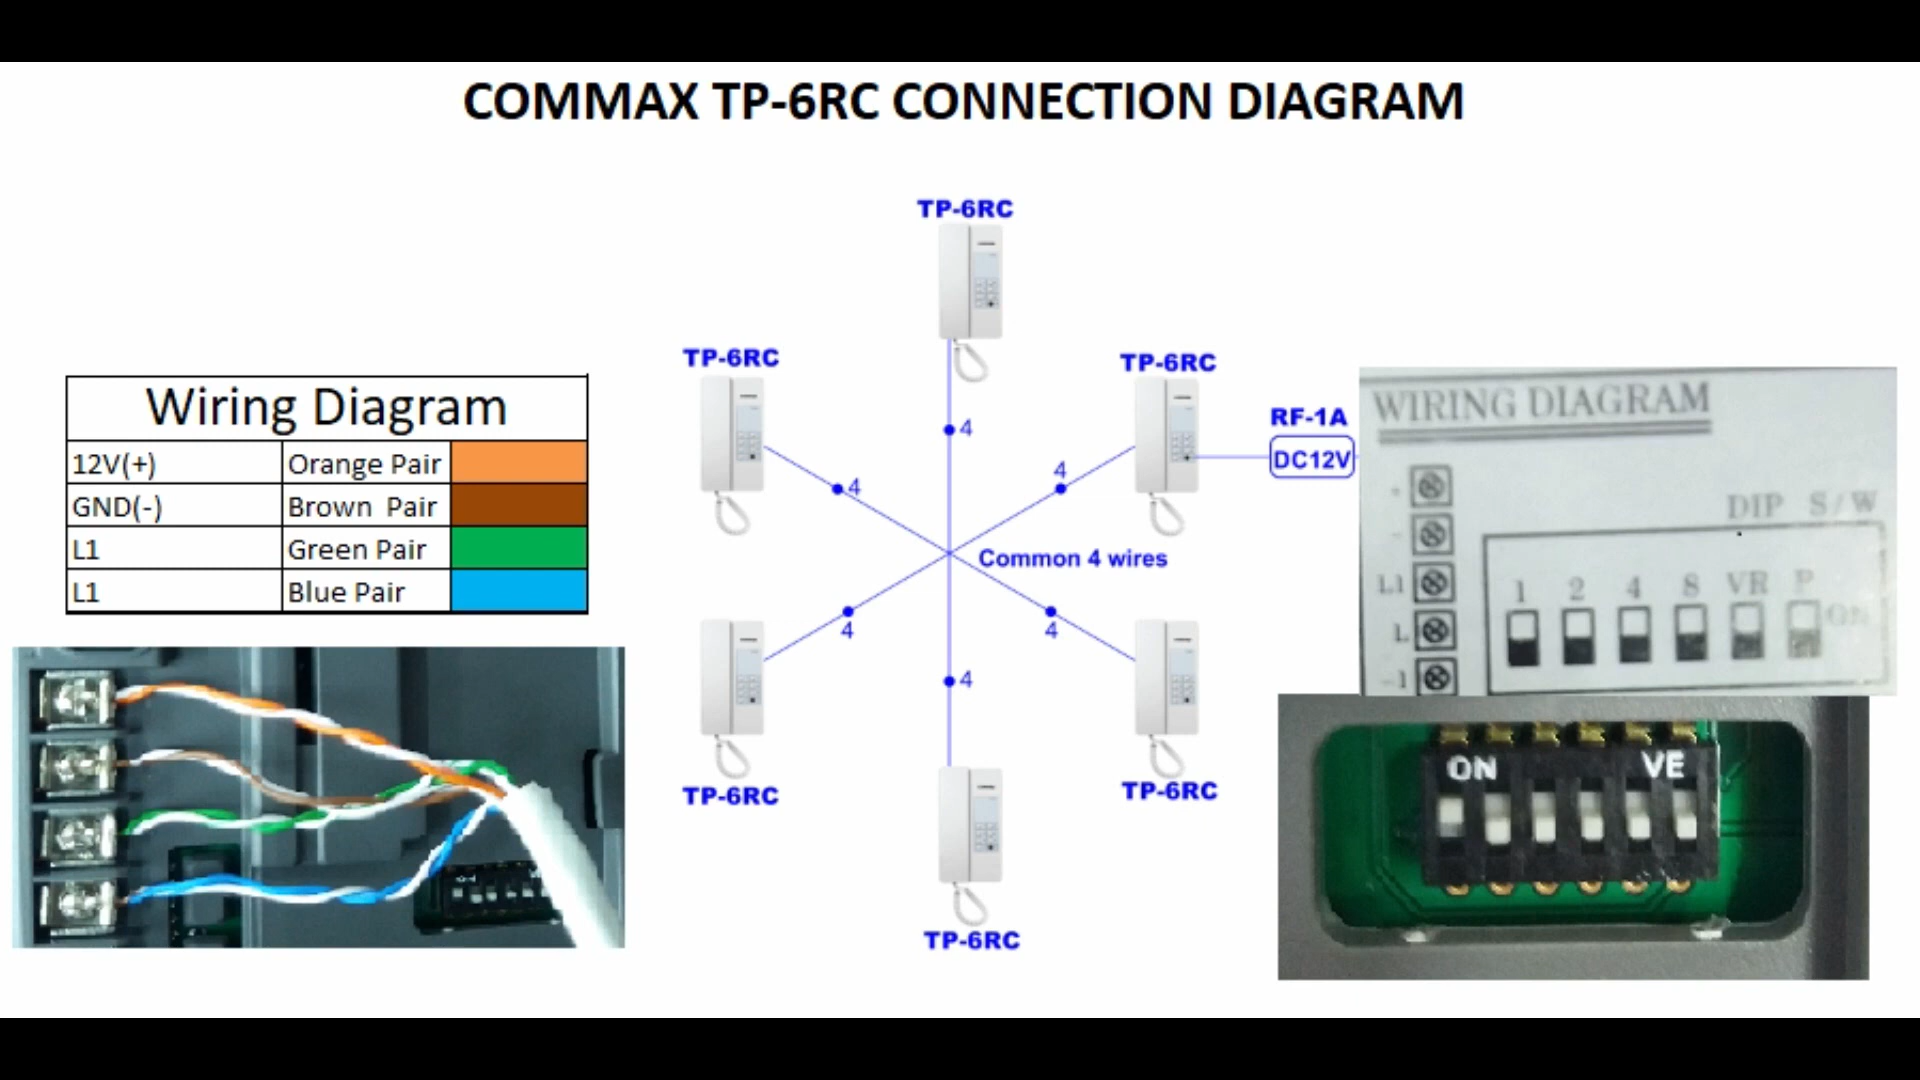 COMMAX TP-6RC CONNECTION DIAGRAM
TP-6RC
TP-6RC
TP-6RC
RF-1A
DC12V
4
4
4
Common 4 wires
4
4
4
TP-6RC
TP-6RC
TP-6RC
Wiring Diagram
12V(+) Orange Pair
GND(-) Brown Pair
L1 Green Pair
L1 Blue Pair
WIRING DIAGRAM
DIP S/W
1 2 4 8 VR P
ON
L1
L
ON VE